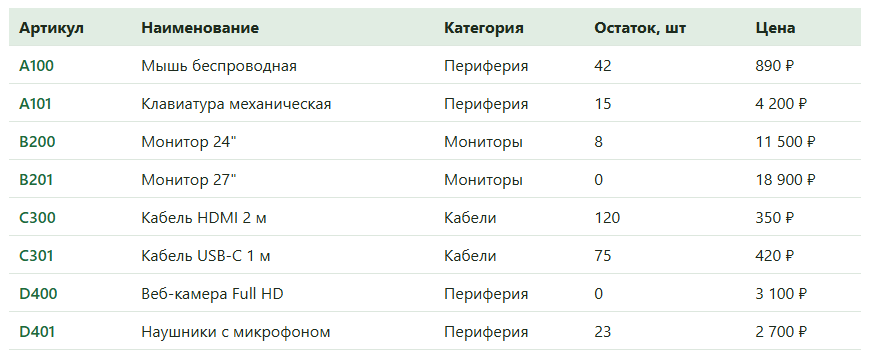 Артикул Наименование Категория Остаток, шт Цена
A100 Мышь беспроводная Периферия 42 890 ₽
A101 Клавиатура механическая Периферия 15 4 200 ₽
B200 Монитор 24" Мониторы 8 11 500 ₽
B201 Монитор 27" Мониторы 0 18 900 ₽
C300 Кабель HDMI 2 м Кабели 120 350 ₽
C301 Кабель USB-C 1 м Кабели 75 420 ₽
D400 Веб-камера Full HD Периферия 0 3 100 ₽
D401 Наушники с микрофоном Периферия 23 2 700 ₽